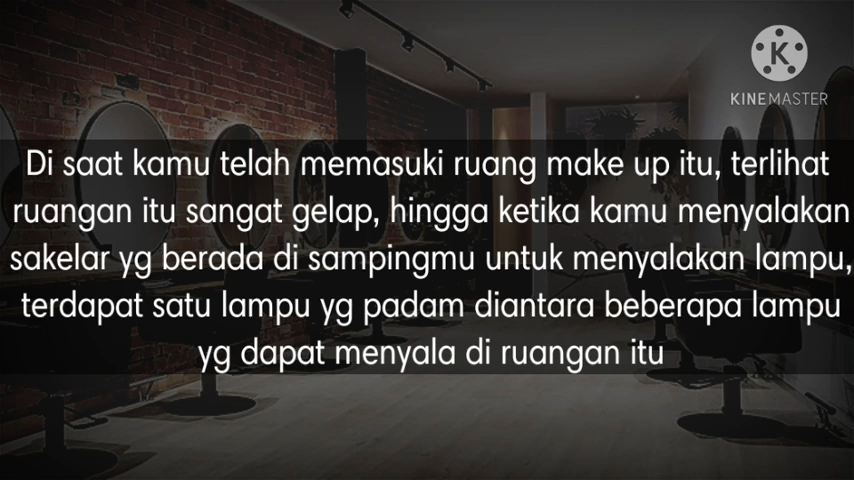 KINEMASTER
Di saat kamu telah memasuki ruang make up itu, terlihat
ruangan itu sangat gelap, hingga ketika kamu menyalakan
sakelar yg berada di sampingmu untuk menyalakan lampu,
terdapat satu lampu yg padam diantara beberapa lampu
yg dapat menyala di ruangan itu